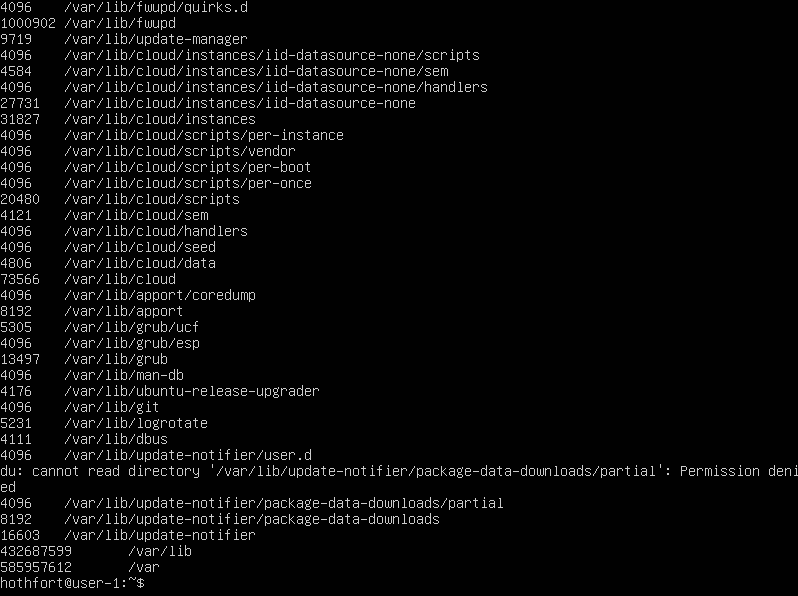 4096    /var/lib/fwupd/quirks.d
1000902 /var/lib/fwupd
9719    /var/lib/update-manager
4096    /var/lib/cloud/instances/iid-datasource-none/scripts
4584    /var/lib/cloud/instances/iid-datasource-none/sem
4096    /var/lib/cloud/instances/iid-datasource-none/handlers
27731   /var/lib/cloud/instances/iid-datasource-none
31827   /var/lib/cloud/instances
4096    /var/lib/cloud/scripts/per-instance
4096    /var/lib/cloud/scripts/vendor
4096    /var/lib/cloud/scripts/per-boot
4096    /var/lib/cloud/scripts/per-once
20480   /var/lib/cloud/scripts
4121    /var/lib/cloud/sem
4096    /var/lib/cloud/handlers
4096    /var/lib/cloud/seed
4806    /var/lib/cloud/data
73566   /var/lib/cloud
4096    /var/lib/apport/coredump
8192    /var/lib/apport
5305    /var/lib/grub/ucf
4096    /var/lib/grub/esp
13497   /var/lib/grub
4096    /var/lib/man-db
4176    /var/lib/ubuntu-release-upgrader
4096    /var/lib/git
5231    /var/lib/logrotate
4111    /var/lib/dbus
4096    /var/lib/update-notifier/user.d
du: cannot read directory '/var/lib/update-notifier/package-data-downloads/partial': Permission deni
ed
4096    /var/lib/update-notifier/package-data-downloads/partial
8192    /var/lib/update-notifier/package-data-downloads
16603   /var/lib/update-notifier
432687599       /var/lib
585957612       /var
hothfort@user-1:~$